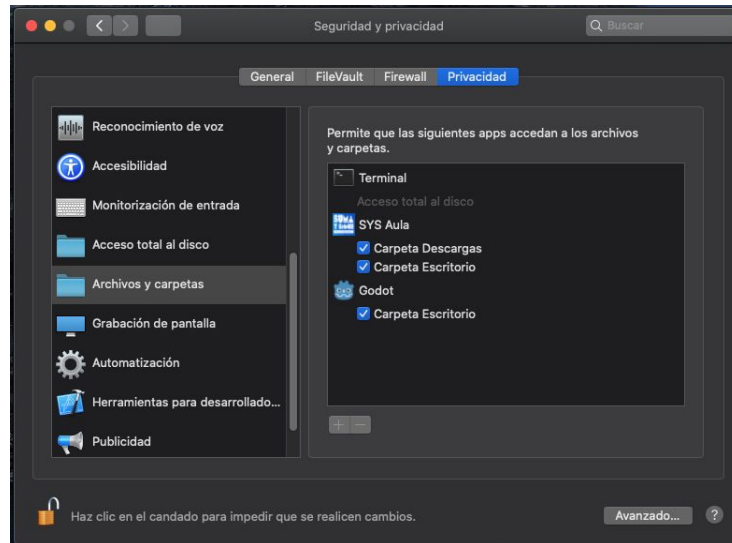 Seguridad y privacidad
Buscar
General FileVault Firewall Privacidad
Reconocimiento de voz
Accesibilidad
Monitorización de entrada
Acceso total al disco
Archivos y carpetas
Grabación de pantalla
Automatización
Herramientas para desarrollado...
Publicidad
Permite que las siguientes apps accedan a los archivos
y carpetas.
Terminal
Acceso total al disco
SYS Aula
Carpeta Descargas
Carpeta Escritorio
Godot
Carpeta Escritorio
Haz clic en el candado para impedir que se realicen cambios.
Avanzado... ?